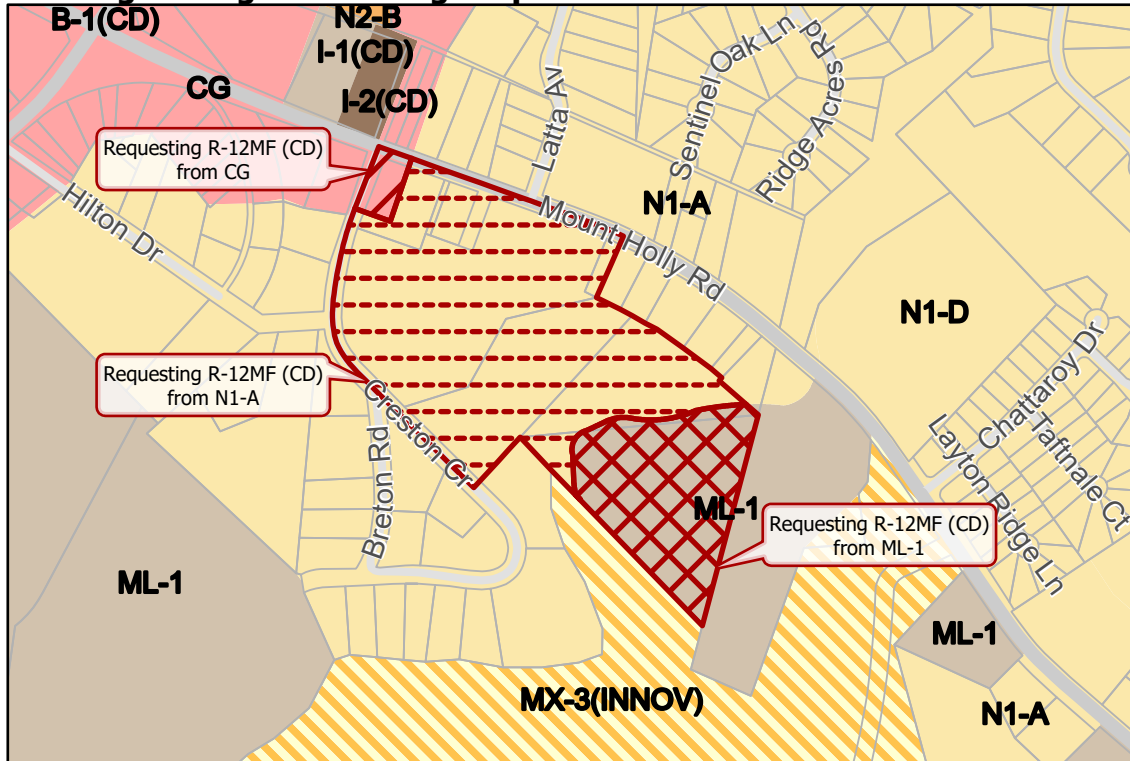 B-1(CD)
N2-B
I-1(CD)
CG
I-2(CD)
Latta Av
Sentinel Oak Ln
Ridge Acres Rd
Requesting R-12MF (CD)
from CG
Hilton Dr
Mount Holly Rd
N1-A
N1-D
Requesting R-12MF (CD)
from N1-A
Creston Cr
Breton Rd
Chattaroy Dr
Taftnale Ct
Layton Ridge Ln
ML-1
Requesting R-12MF (CD)
from ML-1
ML-1
ML-1
MX-3(INNOV)
N1-A